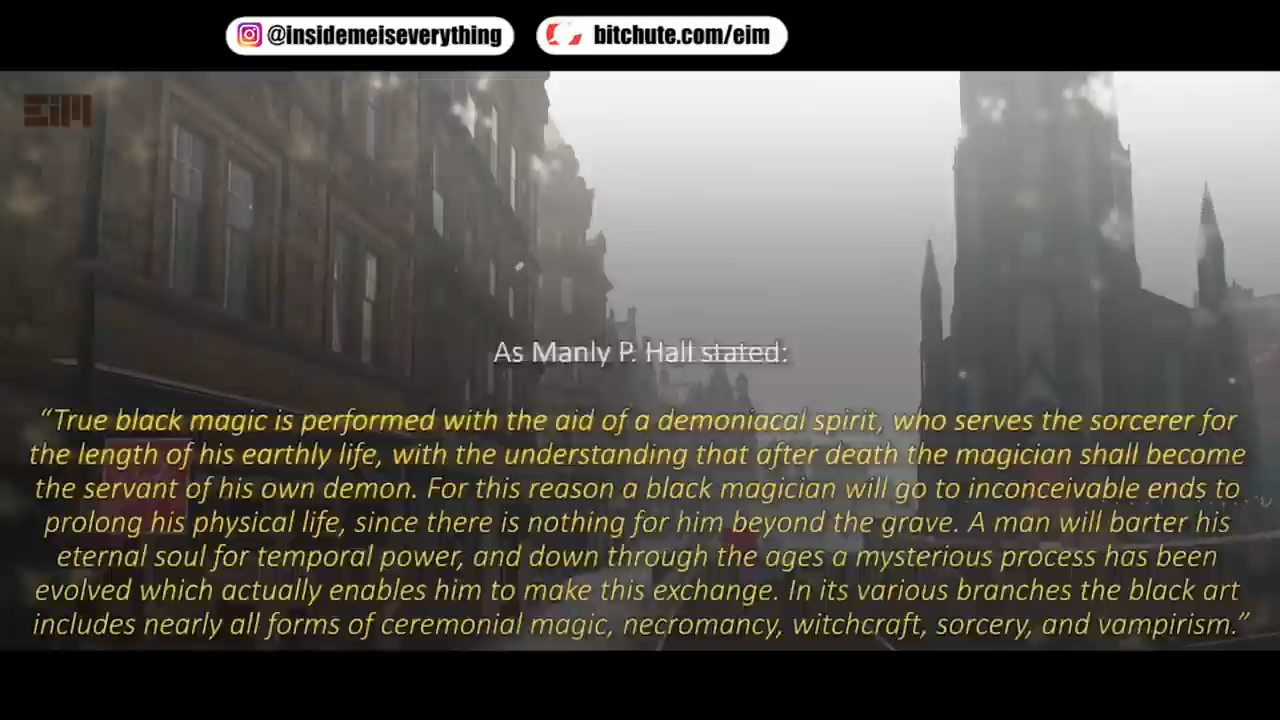 @insidemeiseverything
bitchute.com/eim
EIM
As Manly P. Hall stated:
“True black magic is performed with the aid of a demoniacal spirit, who serves the sorcerer for
the length of his earthly life, with the understanding that after death the magician shall become
the servant of his own demon. For this reason a black magician will go to inconceivable ends to
prolong his physical life, since there is nothing for him beyond the grave. A man will barter his
eternal soul for temporal power, and down through the ages a mysterious process has been
evolved which actually enables him to make this exchange. In its various branches the black art
includes nearly all forms of ceremonial magic, necromancy, witchcraft, sorcery, and vampirism.”